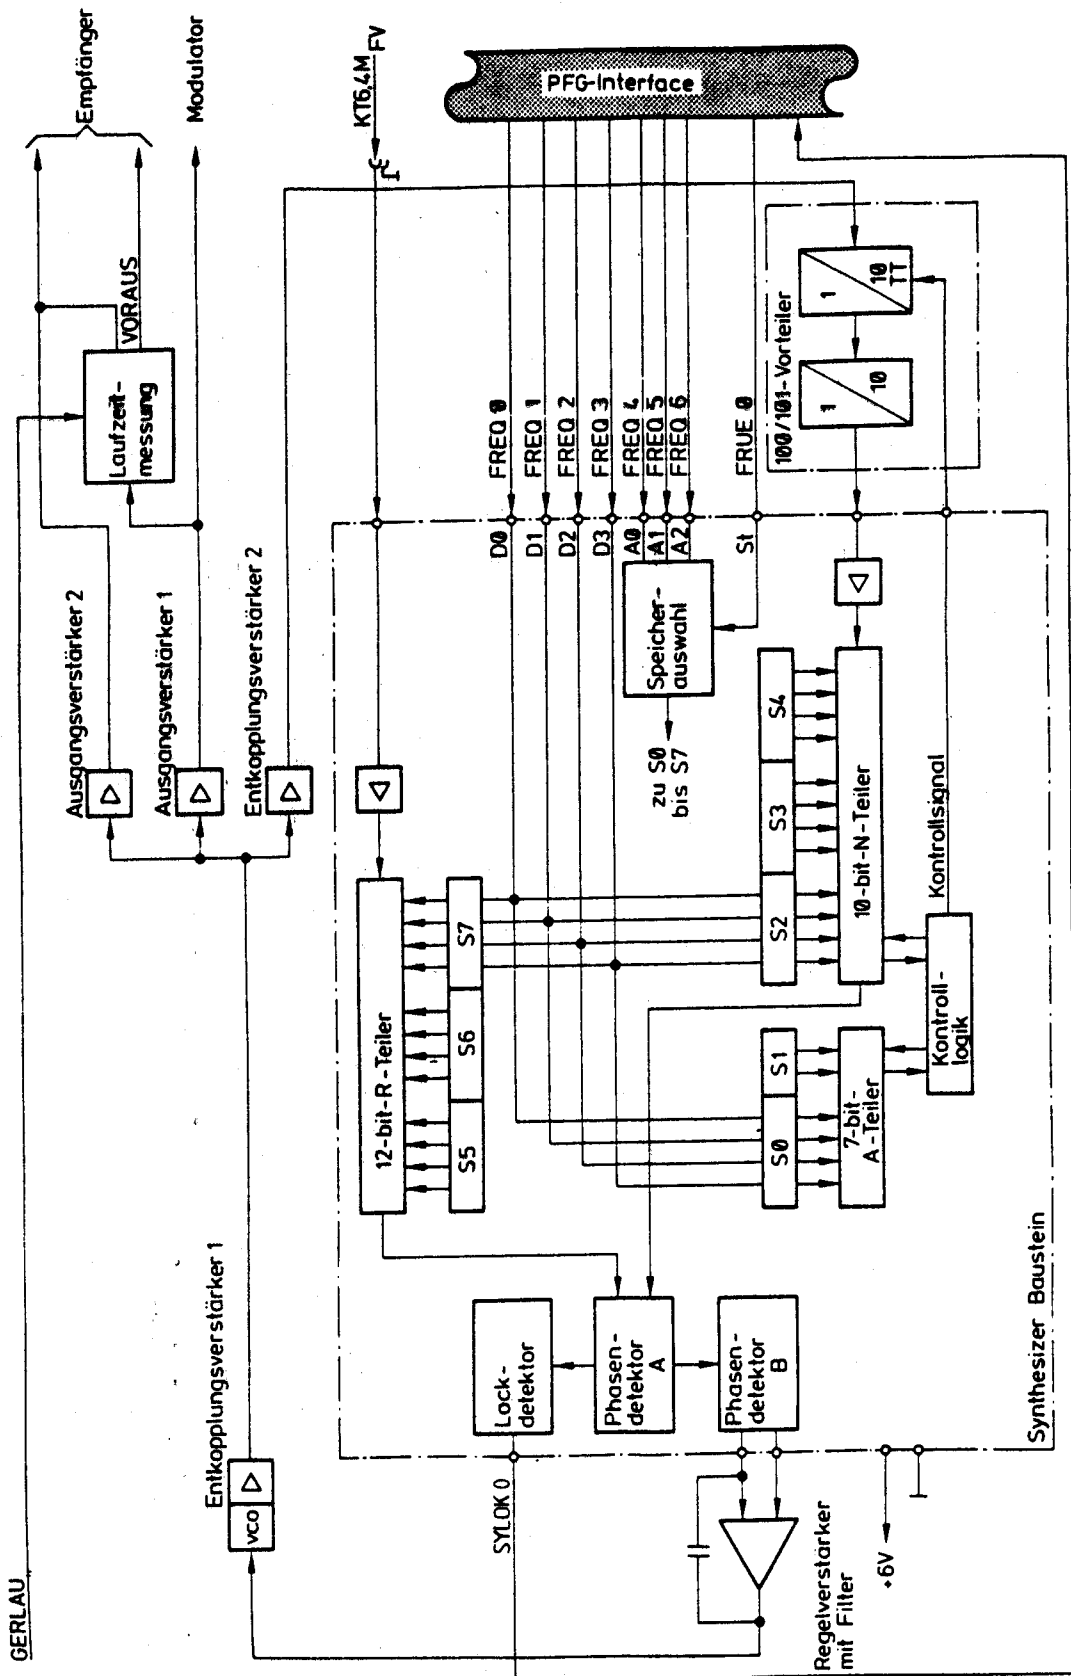 GERLAU
Empfänger
Modulator
VORAUS
Laufzeit-
messung
Ausgangsverstärker 2
Ausgangsverstärker 1
Entkopplungsverstärker 2
Entkopplungsverstärker 1
VCO
KT6,4M
FV
PFG-Interface
FREQ 0
FREQ 1
FREQ 2
FREQ 3
FREQ 4
FREQ 5
FREQ 6
FRUE 0
D0
D1
D2
D3
A0
A1
A2
St
100/101-Vorteiler
1
10
1
10
TT
Speicher-
auswahl
zu S0
bis S7
12-bit-R-Teiler
S5
S6
S7
S0
S1
S2
S3
S4
7-bit-
A-Teiler
10-bit-N-Teiler
Kontroll-
logik
Kontrollsignal
Lock-
detektor
Phasen-
detektor
A
Phasen-
detektor
B
SYLOK 0
Regelverstärker
mit Filter
+6V
Synthesizer Baustein